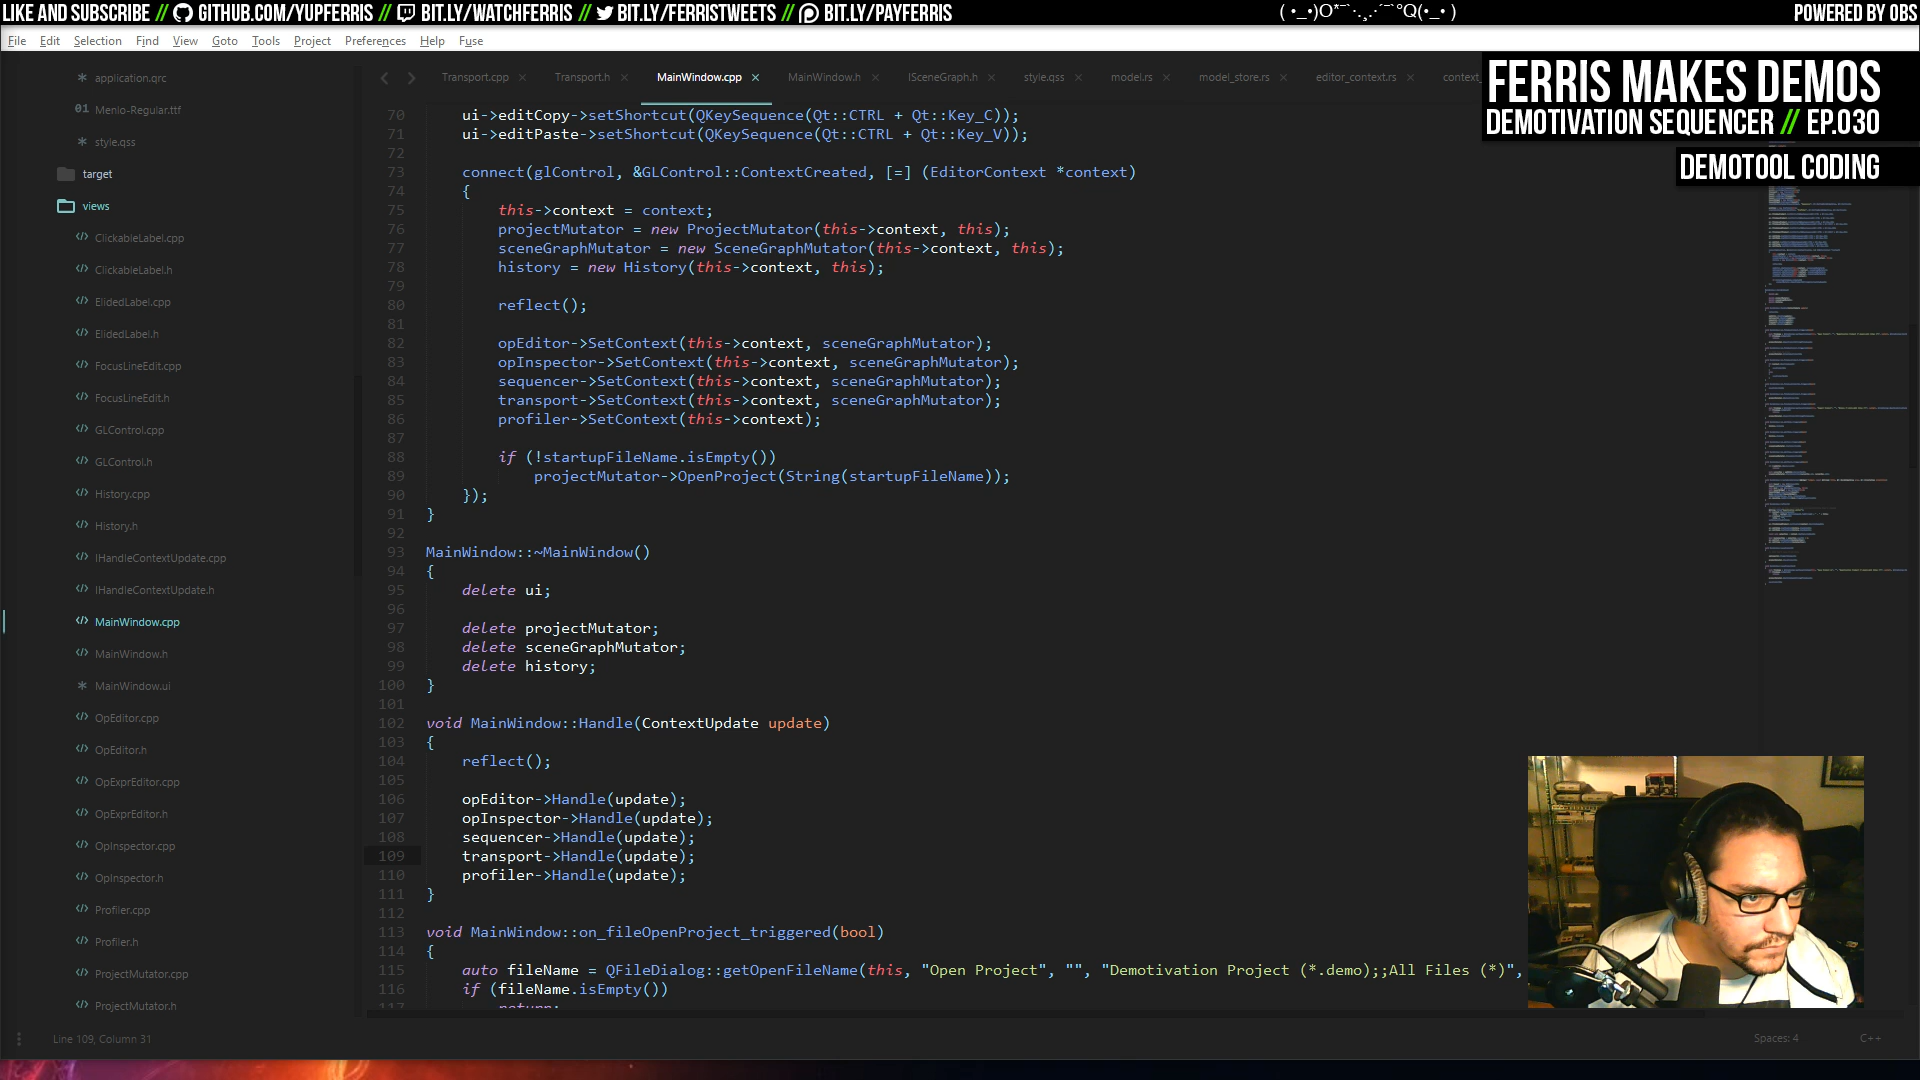 LIKE AND SUBSCRIBE // GITHUB.COM/YUPFERRIS // BIT.LY/WATCHFERRIS // BIT.LY/FERRISTWEETS // BIT.LY/PAYFERRIS
POWERED BY OBS
File Edit Selection Find View Goto Tools Project Preferences Help Fuse
Transport.cpp × Transport.h × MainWindow.cpp × MainWindow.h × ISceneGraph.h × style.qss × model.rs × model_store.rs × editor_context.rs × context_
FERRIS MAKES DEMOS
DEMOTIVATION SEQUENCER // EP.030
DEMOTOOL CODING
application.qrc
01 Menio-Regular.ttf
style.qss
target
views
ClickableLabel.cpp
ClickableLabel.h
ElidedLabel.cpp
ElidedLabel.h
FocusLineEdit.cpp
FocusLineEdit.h
GLControl.cpp
GLControl.h
History.cpp
History.h
IHandleContextUpdate.cpp
IHandleContextUpdate.h
MainWindow.cpp
MainWindow.h
MainWindow.ui
OpEditor.cpp
OpEditor.h
OpExprEditor.cpp
OpExprEditor.h
OpInspector.cpp
OpInspector.h
Profiler.cpp
Profiler.h
ProjectMutator.cpp
ProjectMutator.h
70 ui->editCopy->setShortcut(QKeySequence(Qt::CTRL + Qt::Key_C));
71 ui->editPaste->setShortcut(QKeySequence(Qt::CTRL + Qt::Key_V));
72
73 connect(glControl, &GLControl::ContextCreated, [=] (EditorContext *context)
74 {
75 this->context = context;
76 projectMutator = new ProjectMutator(this->context, this);
77 sceneGraphMutator = new SceneGraphMutator(this->context, this);
78 history = new History(this->context, this);
79
80 reflect();
81
82 opEditor->SetContext(this->context, sceneGraphMutator);
83 opInspector->SetContext(this->context, sceneGraphMutator);
84 sequencer->SetContext(this->context, sceneGraphMutator);
85 transport->SetContext(this->context, sceneGraphMutator);
86 profiler->SetContext(this->context);
87
88 if (!startupFileName.isEmpty())
89 projectMutator->OpenProject(String(startupFileName));
90 });
91 }
92
93 MainWindow::~MainWindow()
94 {
95 delete ui;
96
97 delete projectMutator;
98 delete sceneGraphMutator;
99 delete history;
100 }
101
102 void MainWindow::Handle(ContextUpdate update)
103 {
104 reflect();
105
106 opEditor->Handle(update);
107 opInspector->Handle(update);
108 sequencer->Handle(update);
109 transport->Handle(update);
110 profiler->Handle(update);
111 }
112
113 void MainWindow::on_fileOpenProject_triggered(bool)
114 {
115 auto fileName = QFileDialog::getOpenFileName(this, "Open Project", "", "Demotivation Project (*.demo);;All Files (*)",
116 if (fileName.isEmpty())
117 return;
Line 109, Column 31
Spaces: 4 C++